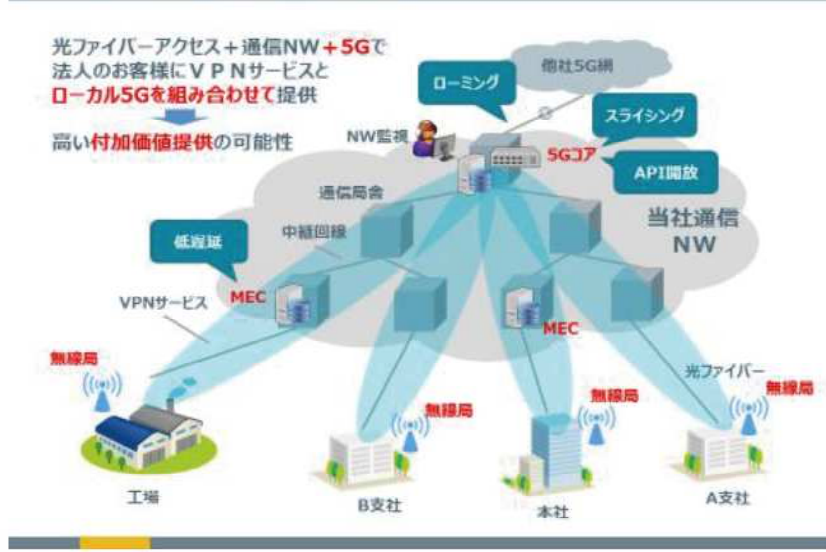 光ファイバーアクセス＋通信NW＋5Gで
法人のお客様にＶＰＮサービスと
ローカル5Gを組み合わせて提供
高い付加価値提供の可能性
他社5G網
ローミング
スライシング
NW監視
5Gコア
API開放
通信局舎
当社通信
NW
中継回線
低遅延
MEC
VPNサービス
MEC
無線局
光ファイバー
無線局
無線局
無線局
工場
B支社
本社
A支社